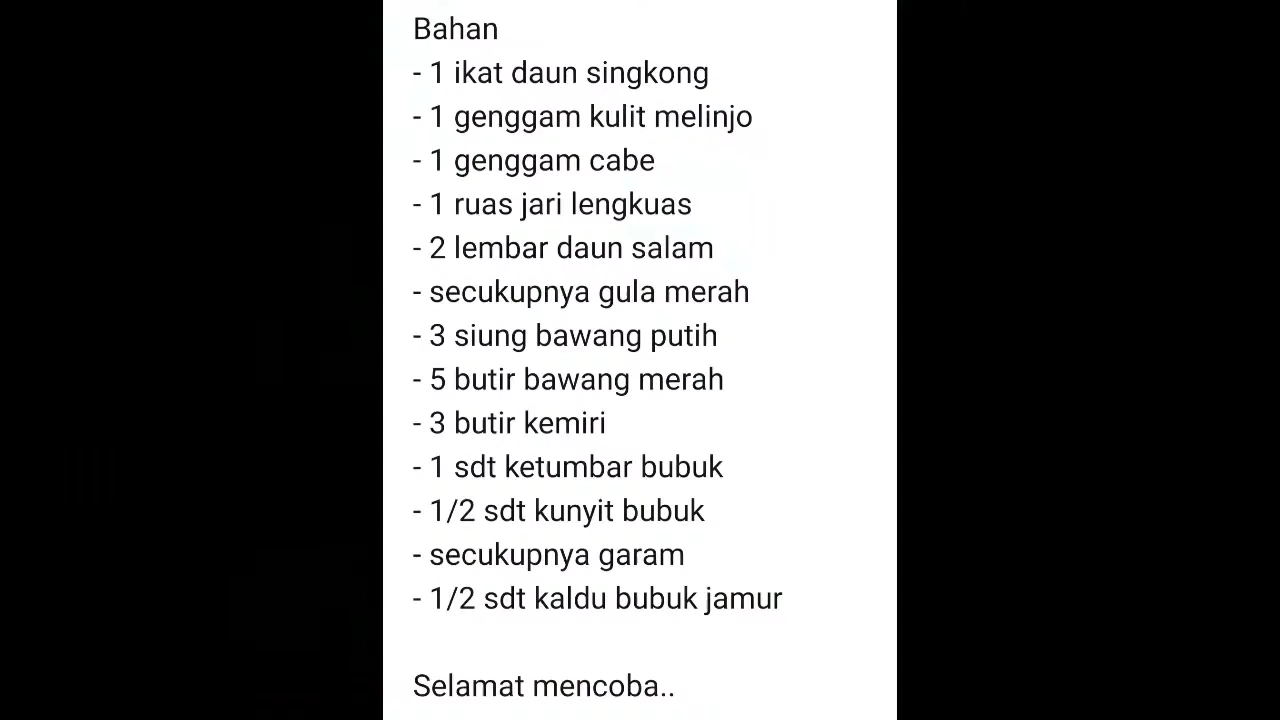 Bahan
- 1 ikat daun singkong
- 1 genggam kulit melinjo
- 1 genggam cabe
- 1 ruas jari lengkuas
- 2 lembar daun salam
- secukupnya gula merah
- 3 siung bawang putih
- 5 butir bawang merah
- 3 butir kemiri
- 1 sdt ketumbar bubuk
- 1/2 sdt kunyit bubuk
- secukupnya garam
- 1/2 sdt kaldu bubuk jamur
Selamat mencoba..